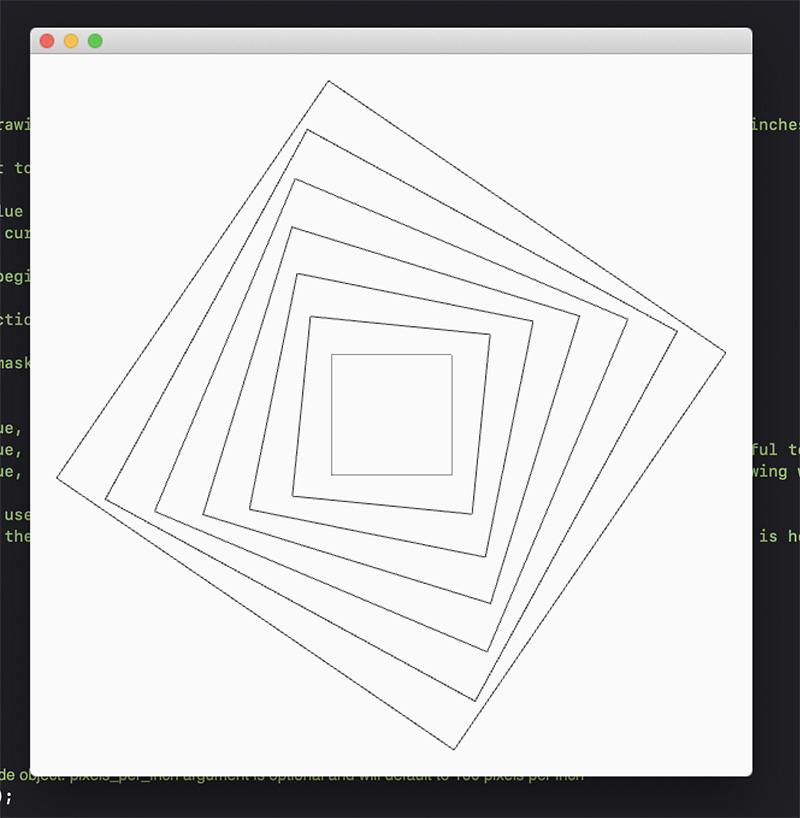 rawi inches
t to
lue
cur
begi
ctio
mask
ue,
ue, ful to
ue, wing w
use
the is he
de object. pixels_per_inch argument is optional and will default to 100 pixels per inch
);